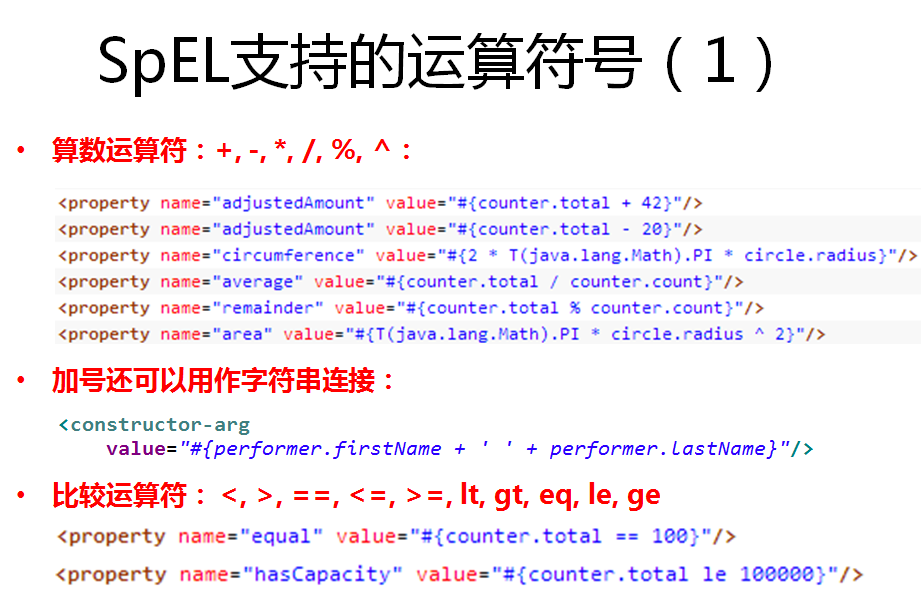 SpEL支持的运算符号（1）
• 算数运算符：+, -, *, /, %, ^：
<property name="adjustedAmount" value="#{counter.total + 42}"/>
<property name="adjustedAmount" value="#{counter.total - 20}"/>
<property name="circumference" value="#{2 * T(java.lang.Math).PI * circle.radius}"/>
<property name="average" value="#{counter.total / counter.count}"/>
<property name="remainder" value="#{counter.total % counter.count}"/>
<property name="area" value="#{T(java.lang.Math).PI * circle.radius ^ 2}"/>
• 加号还可以用作字符串连接：
<constructor-arg
value="#{performer.firstName + ' ' + performer.lastName}"/>
• 比较运算符： <, >, ==, <=, >=, lt, gt, eq, le, ge
<property name="equal" value="#{counter.total == 100}"/>
<property name="hasCapacity" value="#{counter.total le 100000}"/>